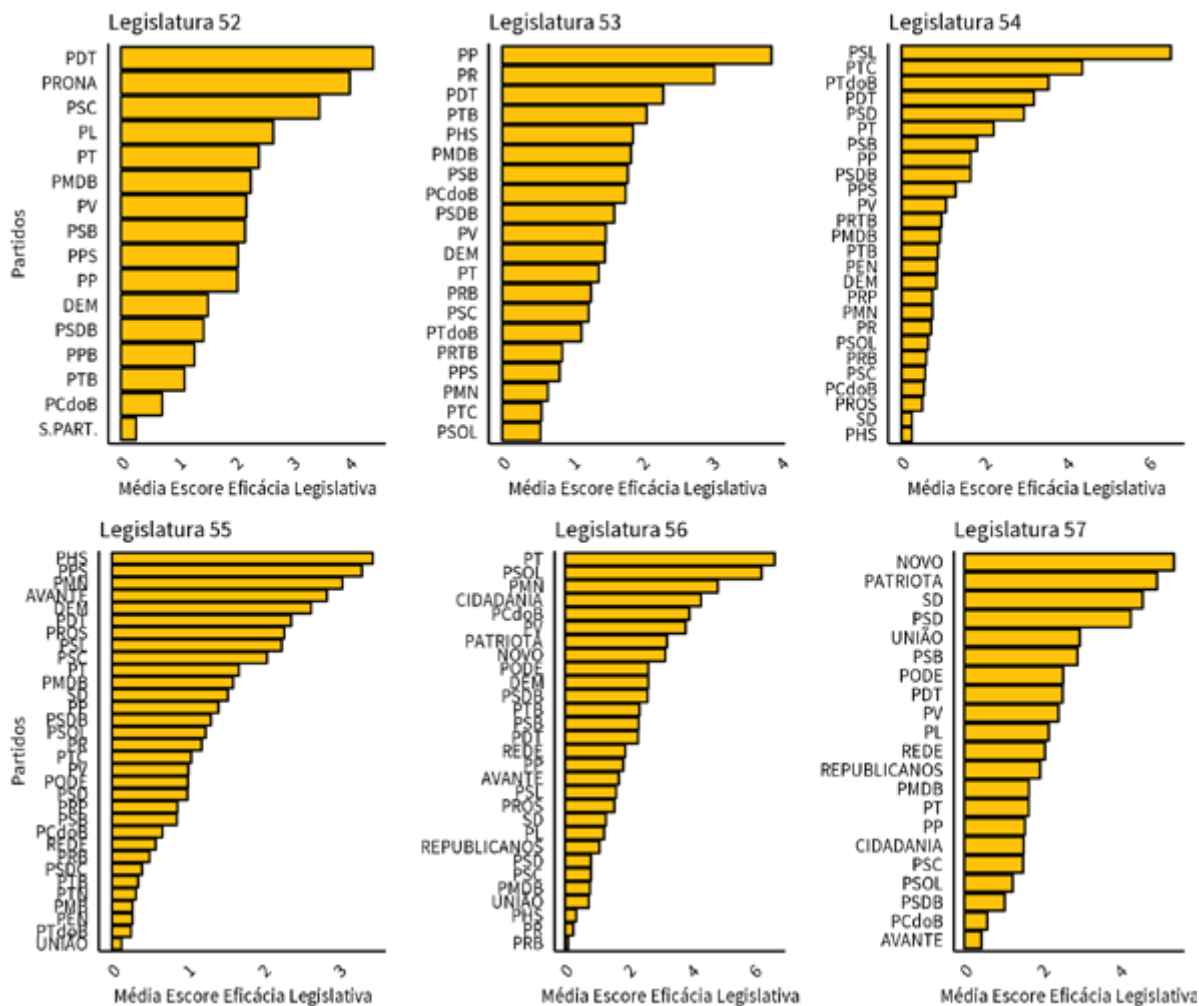 Legislatura 52
Partidos
PDT
PRONA
PSC
PL
PT
PMDB
PV
PSB
PPS
PP
DEM
PSDB
PPB
PTB
PCdoB
S.PART.
0 1 2 3 4
Média Escore Eficácia Legislativa
Legislatura 53
PP
PR
PDT
PTB
PHS
PMDB
PSB
PCdoB
PSDB
PV
DEM
PT
PRB
PSC
PTdoB
PRTB
PPS
PMN
PTC
PSOL
0 1 2 3 4
Média Escore Eficácia Legislativa
Legislatura 54
PSL
PTC
PTdoB
PDT
PSD
PT
PSB
PP
PSDB
PPS
PV
PRTB
PMDB
PTB
PEN
DEM
PRP
PMN
PR
PSOL
PRB
PSC
PCdoB
PROS
SD
PHS
0 2 4 6
Média Escore Eficácia Legislativa
Legislatura 55
Partidos
PHS
PPS
PMN
AVANTE
DEM
PDT
PROS
PSL
PSC
PT
PMDB
SD
PP
PSDB
PSOL
PR
PTC
PV
PODE
PSD
PRP
PSB
PCdoB
REDE
PRB
PSDC
PTB
PTN
PMB
PEN
PTdoB
UNIÃO
0 1 2 3
Média Escore Eficácia Legislativa
Legislatura 56
PT
PSOL
PMN
CIDADANIA
PCdoB
PV
PATRIOTA
NOVO
PODE
DEM
PSDB
PTB
PSB
PDT
REDE
PP
AVANTE
PSL
PROS
SD
PL
REPUBLICANOS
PSD
PSC
PMDB
UNIÃO
PHS
PR
PRB
0 2 4 6
Média Escore Eficácia Legislativa
Legislatura 57
NOVO
PATRIOTA
SD
PSD
UNIÃO
PSB
PODE
PDT
PV
PL
REDE
REPUBLICANOS
PMDB
PT
PP
CIDADANIA
PSC
PSOL
PSDB
PCdoB
AVANTE
0 2 4
Média Escore Eficácia Legislativa